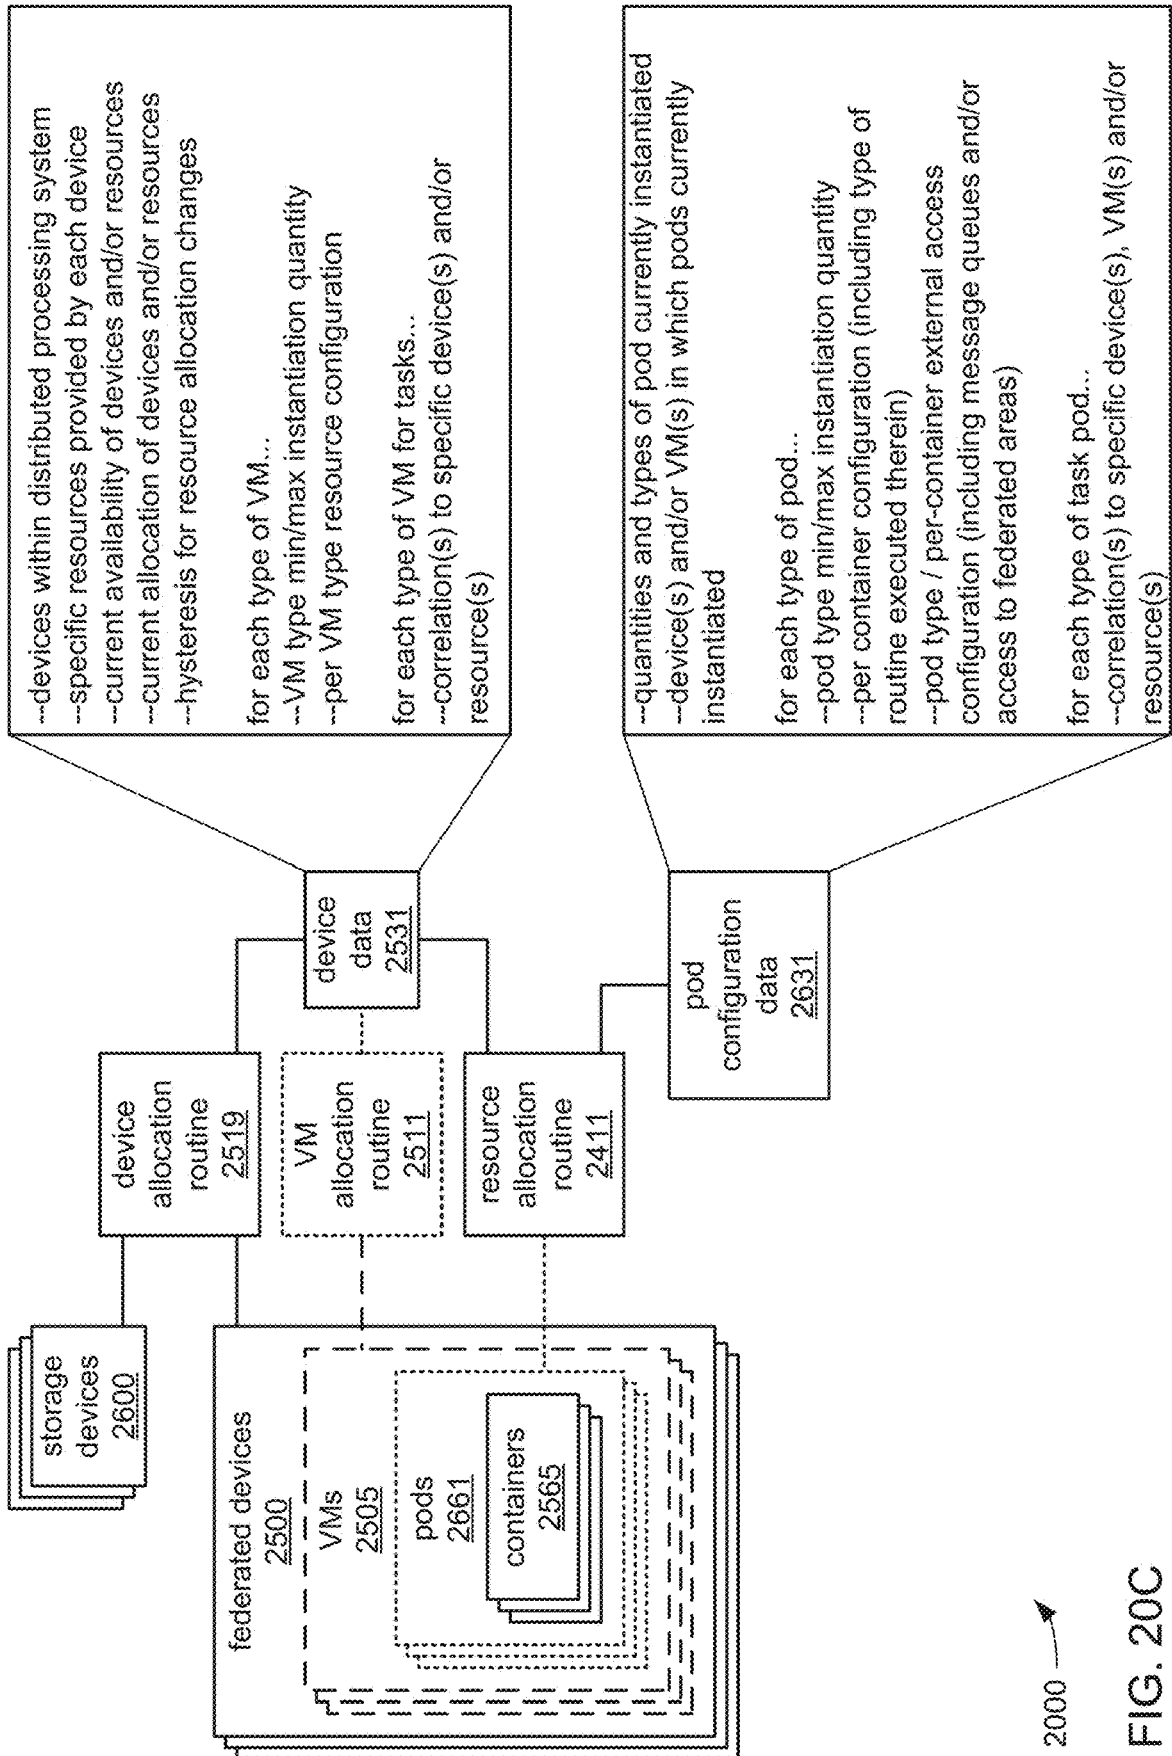 storage
devices
2600
federated devices
2500
VMs
2505
pods
2661
containers
2565
device
allocation
routine
2519
VM
allocation
routine
2511
resource
allocation
routine
2411
device
data
2531
pod
configuration
data
2631
--devices within distributed processing system
--specific resources provided by each device
--current availability of devices and/or resources
--current allocation of devices and/or resources
--hysteresis for resource allocation changes
for each type of VM...
--VM type min/max instantiation quantity
--per VM type resource configuration
for each type of VM for tasks...
--correlation(s) to specific device(s) and/or
resource(s)
--quantities and types of pod currently instantiated
--device(s) and/or VM(s) in which pods currently
instantiated
for each type of pod...
--pod type min/max instantiation quantity
--per container configuration (including type of
routine executed therein)
--pod type / per-container external access
configuration (including message queues and/or
access to federated areas)
for each type of task pod...
--correlation(s) to specific device(s), VM(s) and/or
resource(s)
2000
FIG. 20C